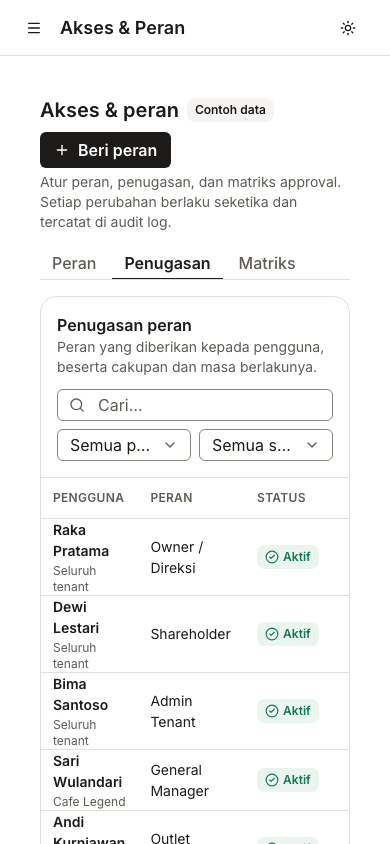 Akses & Peran
Akses & peran
Contoh data
Beri peran
Atur peran, penugasan, dan matriks approval.
Setiap perubahan berlaku seketika dan
tercatat di audit log.
Peran
Penugasan
Matriks
Penugasan peran
Peran yang diberikan kepada pengguna,
beserta cakupan dan masa berlakunya.
Cari...
Semua p...
Semua s...
PENGGUNA
PERAN
STATUS
Raka
Pratama
Seluruh
tenant
Owner /
Direksi
Aktif
Dewi
Lestari
Seluruh
tenant
Shareholder
Aktif
Bima
Santoso
Seluruh
tenant
Admin
Tenant
Aktif
Sari
Wulandari
Cafe Legend
General
Manager
Aktif
Andi
Kurniawan
Outlet